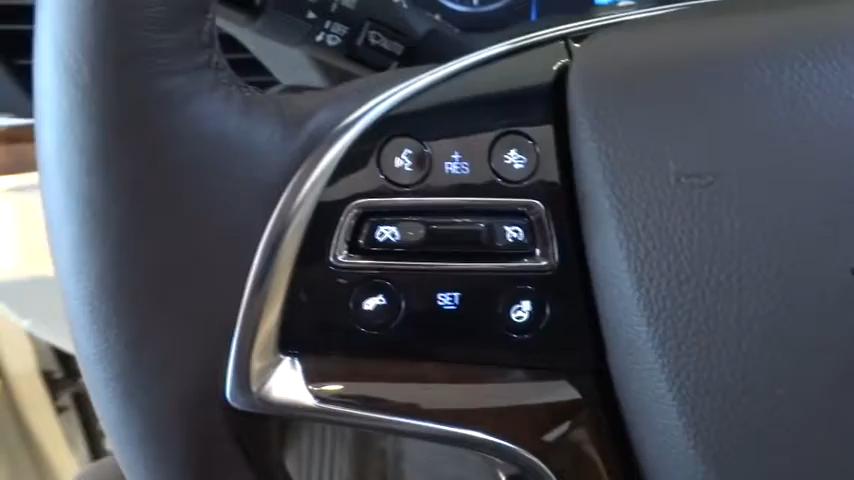 +
RES
SET
–